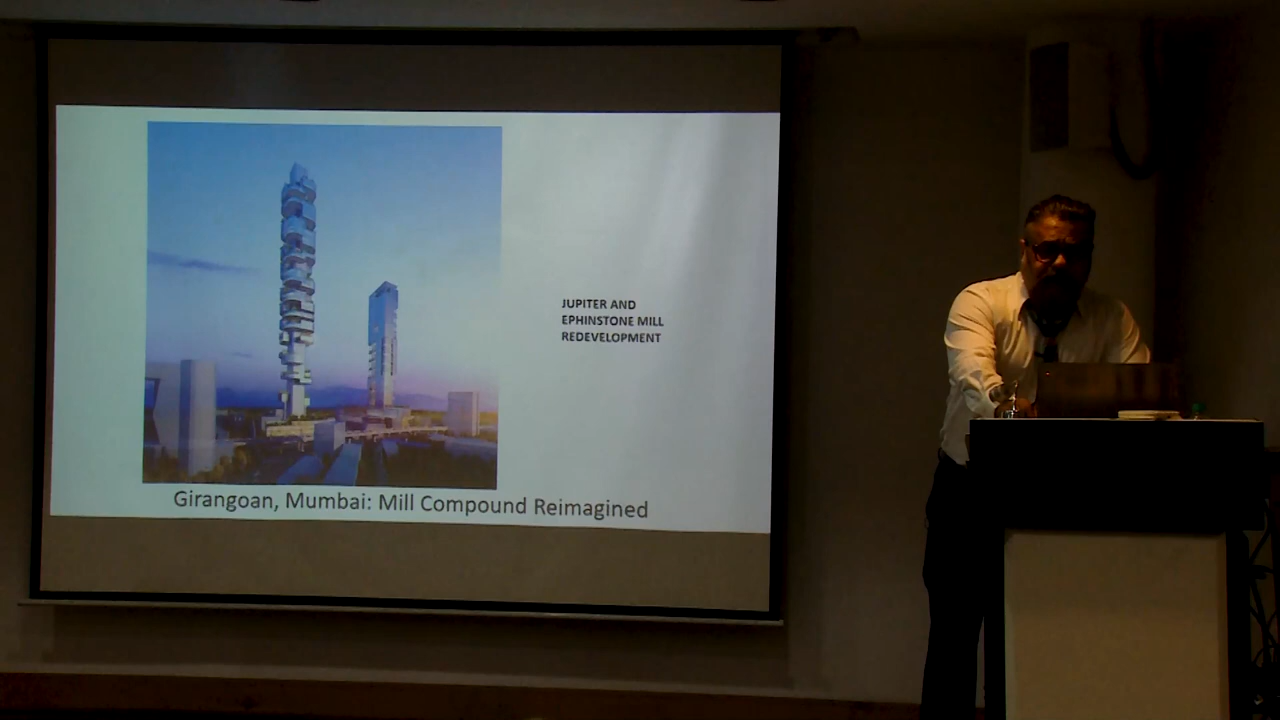 JUPITER AND
EPHINSTONE MILL
REDEVELOPMENT
Girangoan, Mumbai: Mill Compound Reimagined